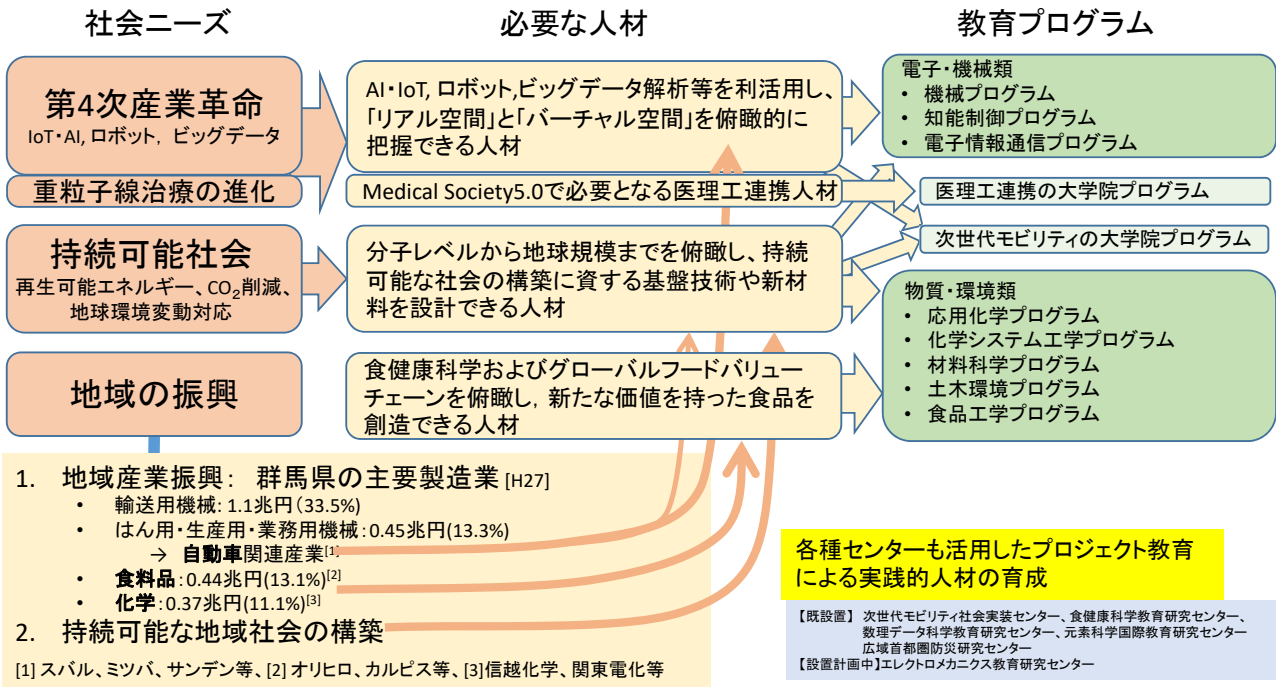 社会ニーズ
必要な人材
教育プログラム
第4次産業革命
IoT・AI, ロボット, ビッグデータ
重粒子線治療の進化
持続可能社会
再生可能エネルギー、CO₂削減、
地球環境変動対応
地域の振興
AI・IoT, ロボット,ビッグデータ解析等を利活用し、
「リアル空間」と「バーチャル空間」を俯瞰的に
把握できる人材
Medical Society5.0で必要となる医理工連携人材
分子レベルから地球規模までを俯瞰し、持続
可能な社会の構築に資する基盤技術や新材
料を設計できる人材
食健康科学およびグローバルフードバリュー
チェーンを俯瞰し, 新たな価値を持った食品を
創造できる人材
電子・機械類
• 機械プログラム
• 知能制御プログラム
• 電子情報通信プログラム
医理工連携の大学院プログラム
次世代モビリティの大学院プログラム
物質・環境類
• 応用化学プログラム
• 化学システム工学プログラム
• 材料科学プログラム
• 土木環境プログラム
• 食品工学プログラム
1. 地域産業振興: 群馬県の主要製造業 [H27]
• 輸送用機械: 1.1兆円(33.5%)
• はん用・生産用・業務用機械:0.45兆円(13.3%)
→ 自動車関連産業[1]
• 食料品:0.44兆円(13.1%)[2]
• 化学:0.37兆円(11.1%)[3]
2. 持続可能な地域社会の構築
[1] スバル、ミツバ、サンデン等、[2] オリヒロ、カルピス等、[3]信越化学、関東電化等
各種センターも活用したプロジェクト教育
による実践的人材の育成
【既設置】 次世代モビリティ社会実装センター、食健康科学教育研究センター、
数理データ科学教育研究センター、元素科学国際教育研究センター
広域首都圏防災研究センター
【設置計画中】エレクトロメカニクス教育研究センター